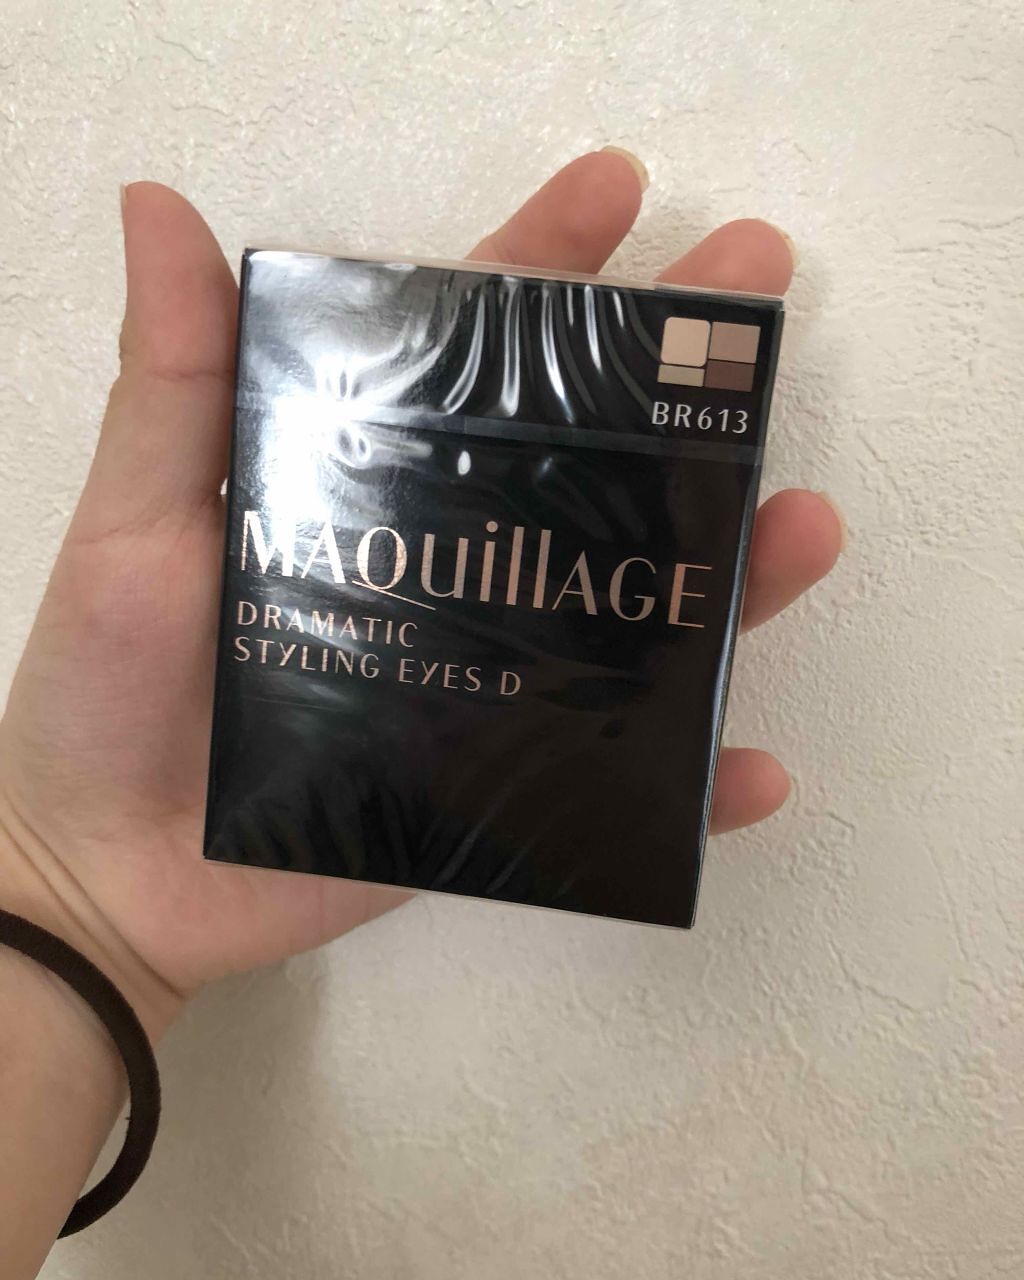 BR613
MAQuillAGE
DRAMATIC
STYLING EYES D